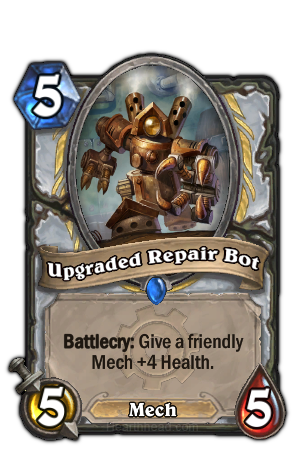 5
Upgraded Repair Bot
Battlecry: Give a friendly
Mech +4 Health.
5
Mech
5